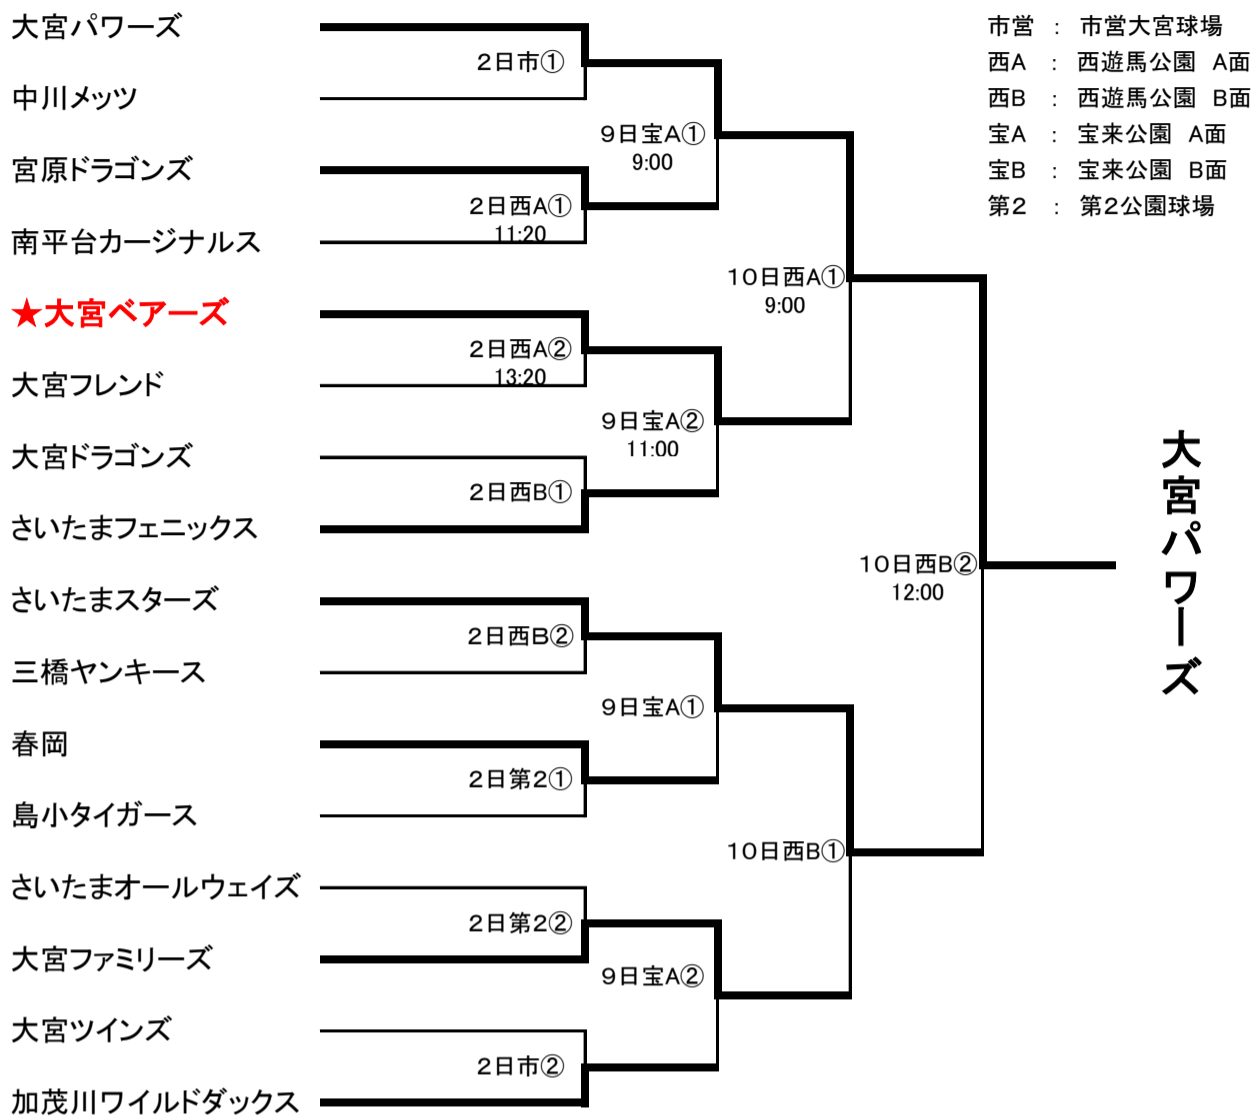 大宮パワーズ
2日市①
中川メッツ
9日宝A①
9:00
宮原ドラゴンズ
2日西A①
11:20
南平台カージナルス
10日西A①
9:00
★大宮ベアーズ
2日西A②
13:20
大宮フレンド
9日宝A②
11:00
大宮ドラゴンズ
2日西B①
さいたまフェニックス
10日西B②
12:00
さいたまスターズ
2日西B②
三橋ヤンキース
9日宝A①
春岡
2日第2①
島小タイガース
10日西B①
さいたまオールウェイズ
2日第2②
大宮ファミリーズ
9日宝A②
大宮ツインズ
2日市②
加茂川ワイルドダックス
市営 : 市営大宮球場
西A : 西遊馬公園 A面
西B : 西遊馬公園 B面
宝A : 宝来公園 A面
宝B : 宝来公園 B面
第2 : 第2公園球場
大宮パワーズ